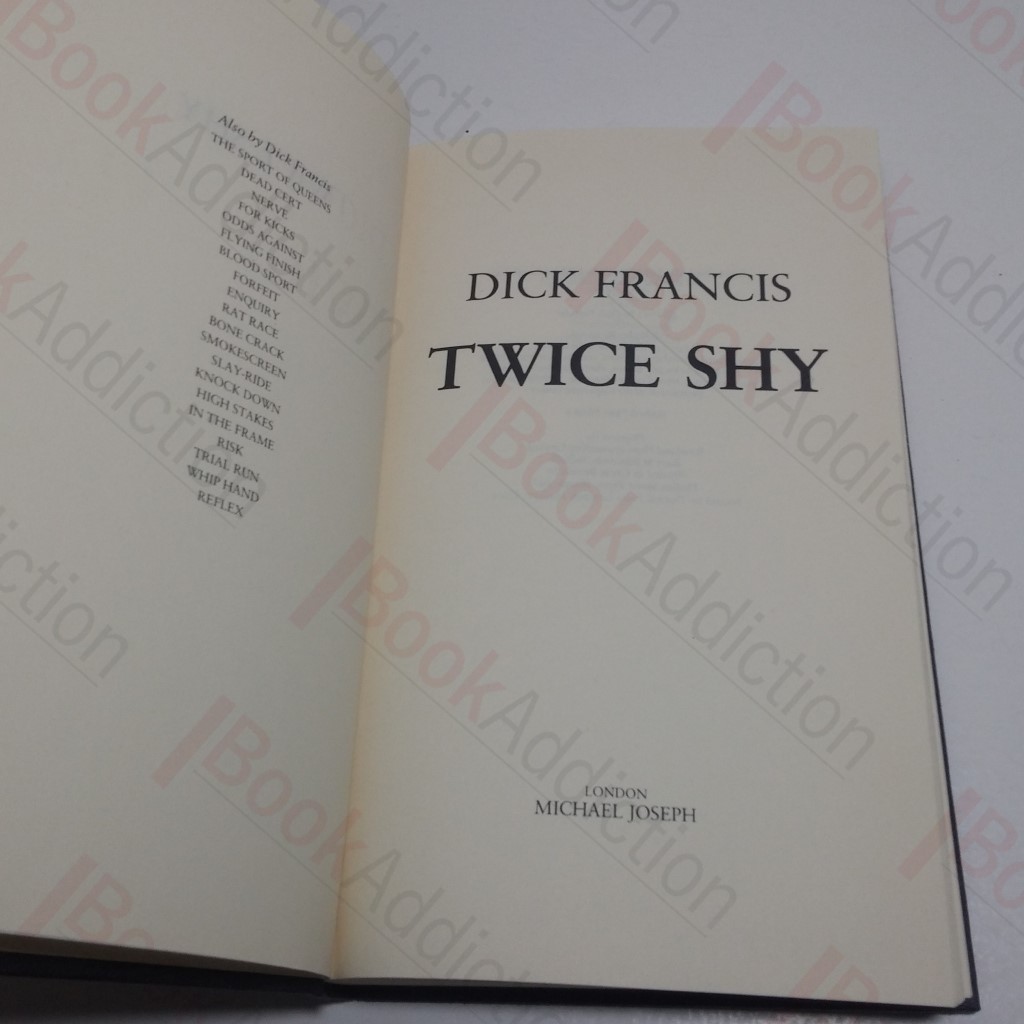 Also by Dick Francis
THE SPORT OF QUEENS
DEAD CERT
NERVE
FOR KICKS
ODDS AGAINST
FLYING FINISH
BLOOD SPORT
FORFEIT
ENQUIRY
RAT RACE
BONE CRACK
SMOKESCREEN
SLAY-RIDE
KNOCK DOWN
HIGH STAKES
IN THE FRAME
RISK
TRIAL RUN
WHIP HAND
REFLEX
DICK FRANCIS
TWICE SHY
LONDON
MICHAEL JOSEPH
BookAddiction